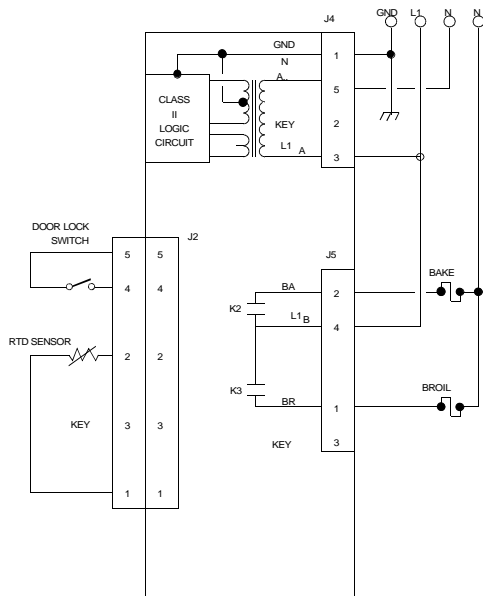 J4
GND L1 N N
GND
1
N
A..
5
CLASS
II
LOGIC
CIRCUIT
KEY
2
L1 A
3
DOOR LOCK
SWITCH
J2
5 5
4 4
RTD SENSOR
2 2
KEY
3 3
1 1
J5
BAKE
BA
2
K2
L1 B
4
K3
BR
1
BROIL
KEY
3